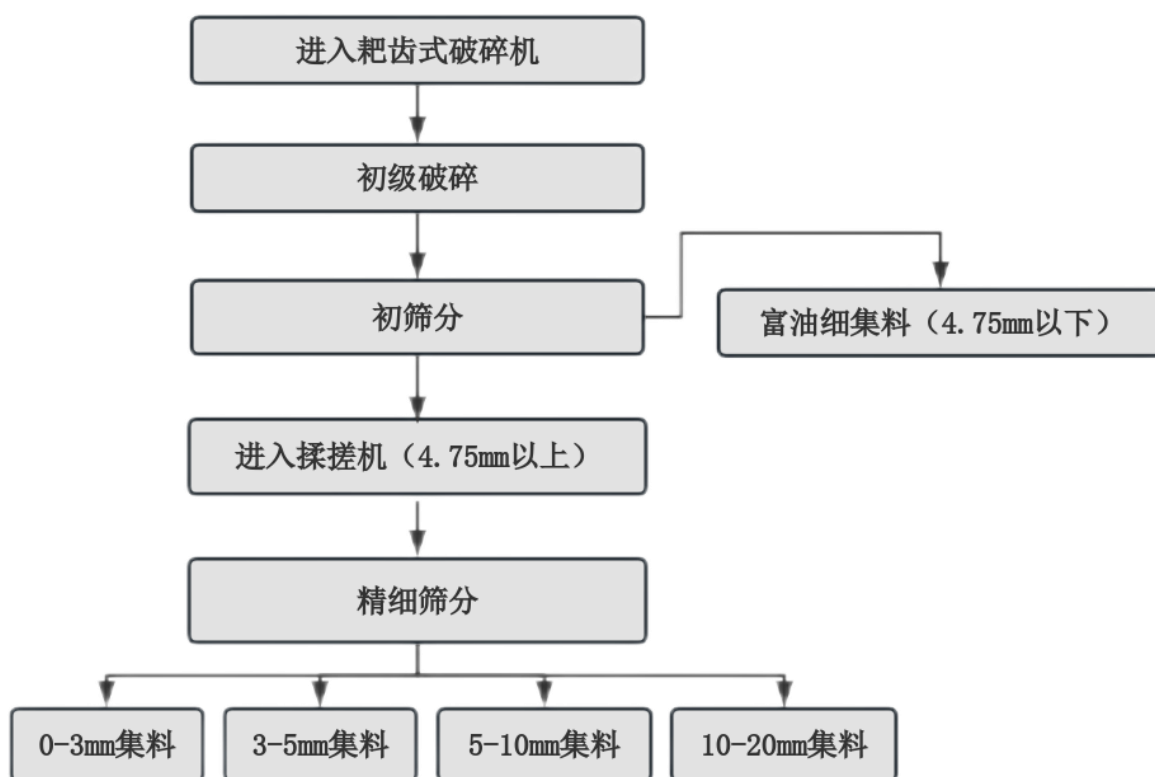 进入耙齿式破碎机
初级破碎
初筛分
富油细集料（4.75mm以下）
进入揉搓机（4.75mm以上）
精细筛分
0-3mm集料
3-5mm集料
5-10mm集料
10-20mm集料